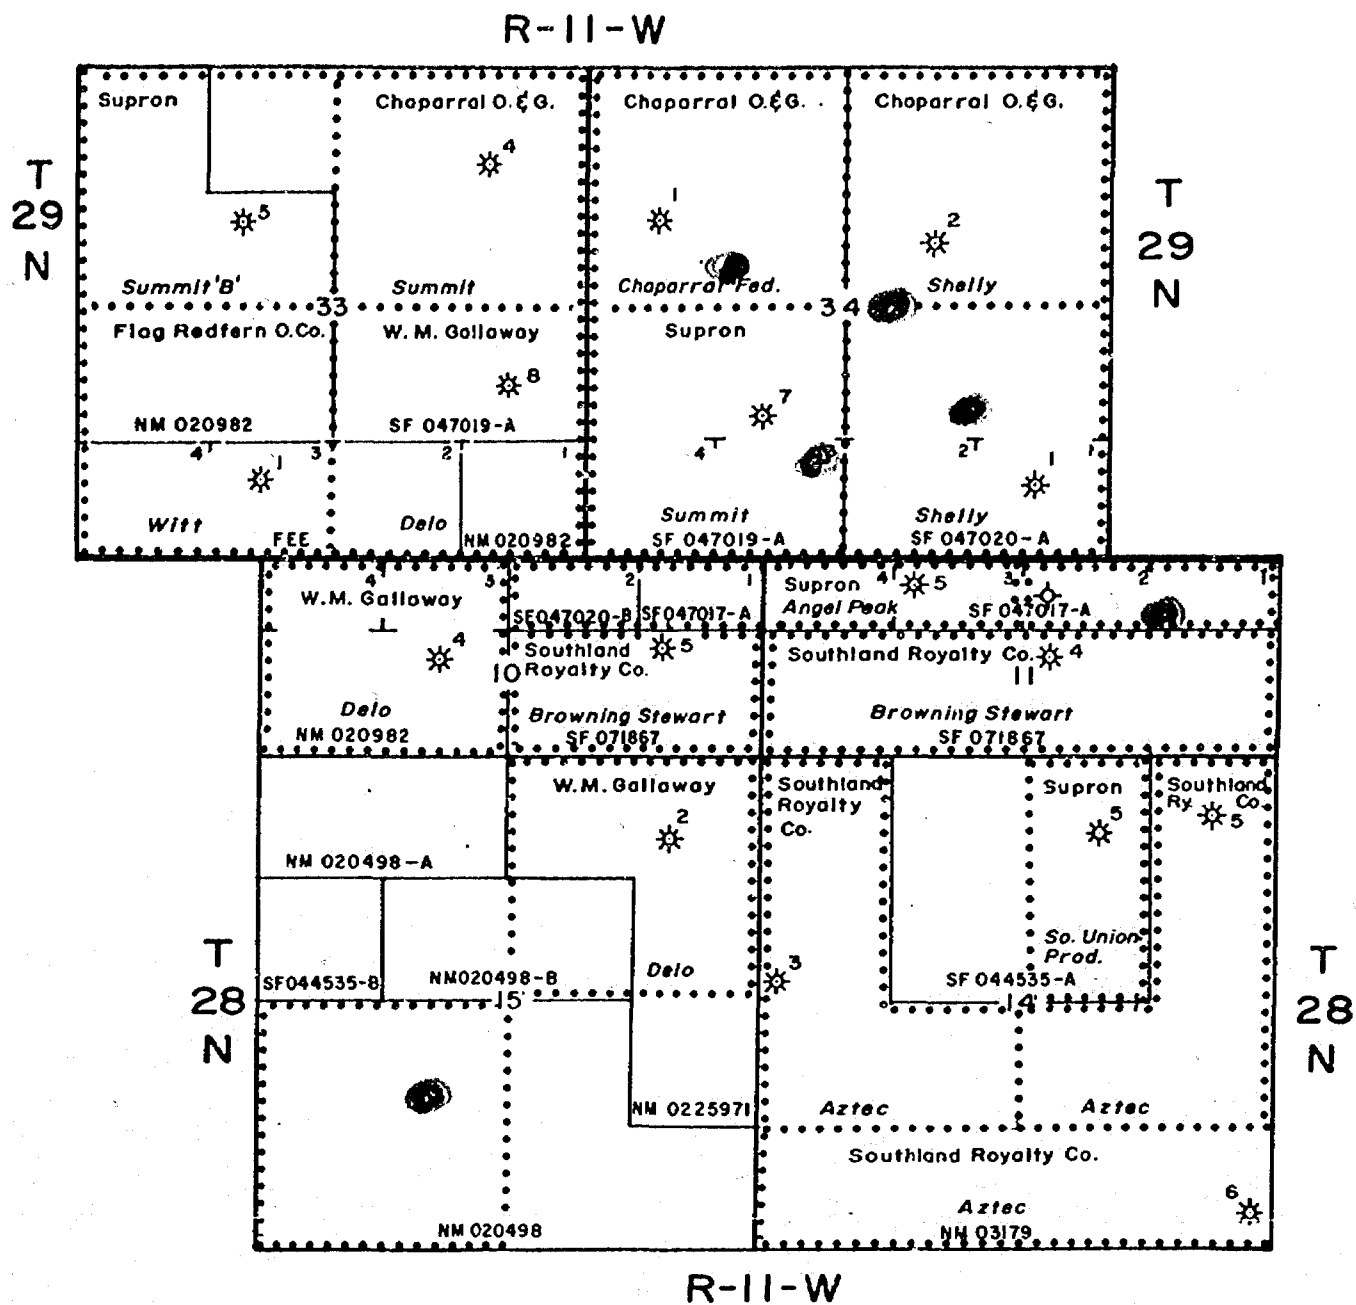 R-11-W
T
29
N
T
29
N
Supron
5
Summit 'B'
Chaparral O. & G.
4
Summit
33
Flag Redfern O.Co.
NM 020982
4
3
1
Witt
FEE
W. M. Gallaway
8
SF 047019-A
2
1
Delo
NM 020982
Chaparral O. & G.
1
Chaparral Fed.
Chaparral O. & G.
2
Shelly
34
Supron
7
4
Summit
SF 047019-A
2
1
1
Shelly
SF 047020-A
4
3
W.M. Gallaway
4
Delo
NM 020982
2
1
SF047020-B
SF047017-A
Southland
Royalty Co.
5
10
Browning Stewart
SF 071867
Supron
Angel Peak
4
5
3
2
1
SF 047017-A
Southland Royalty Co.
4
11
Browning Stewart
SF 071867
T
28
N
T
28
N
NM 020498-A
SF044535-B
NM020498-B
15
W.M. Gallaway
2
Delo
NM 0225971
NM 020498
Southland
Royalty
Co.
3
SF 044535-A
14
Supron
5
So. Union
Prod.
Southland
Ry. Co.
5
Aztec
Aztec
Southland Royalty Co.
6
Aztec
NM 03179
R-11-W